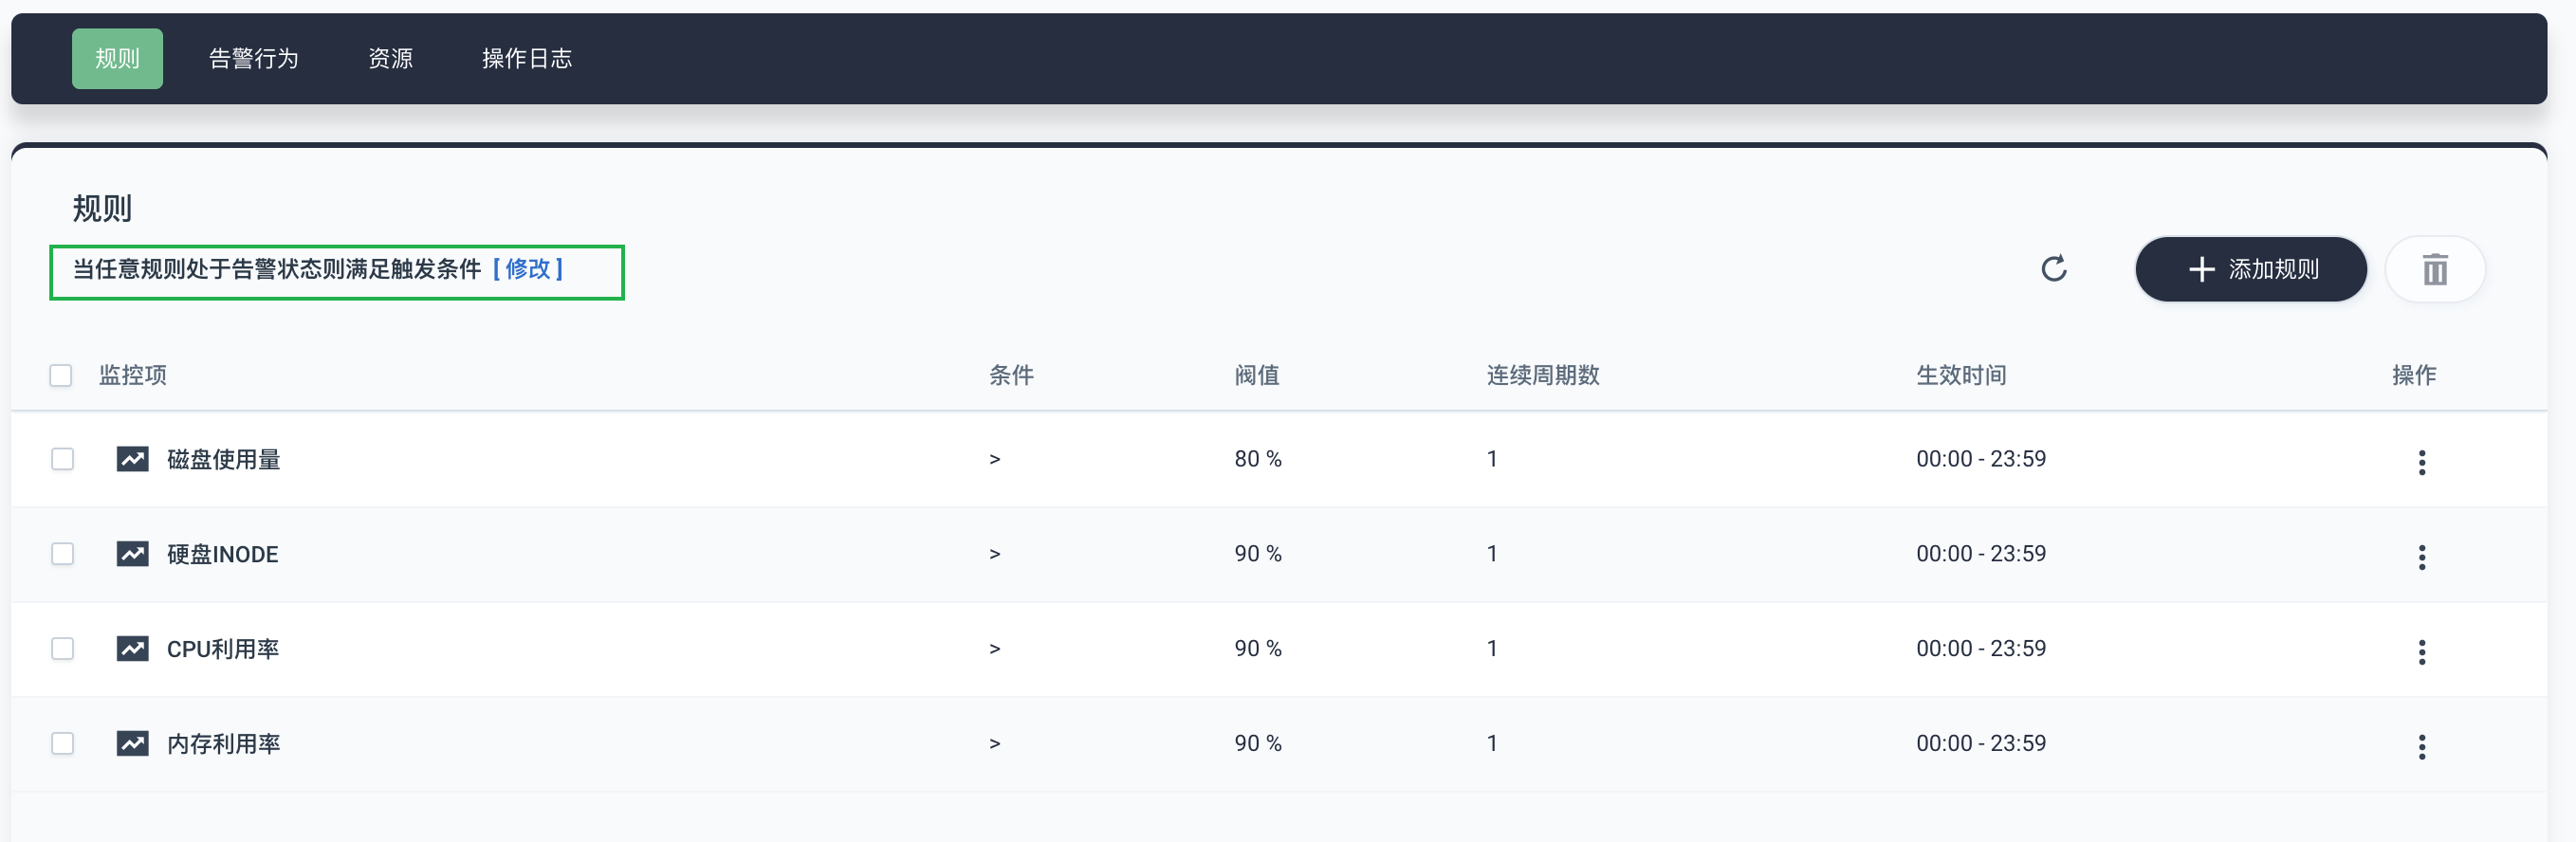 规则 告警行为 资源 操作日志
规则
当任意规则处于告警状态则满足触发条件 [ 修改 ]
添加规则
监控项 条件 阀值 连续周期数 生效时间 操作
磁盘使用量 > 80 % 1 00:00 - 23:59
硬盘INODE > 90 % 1 00:00 - 23:59
CPU利用率 > 90 % 1 00:00 - 23:59
内存利用率 > 90 % 1 00:00 - 23:59